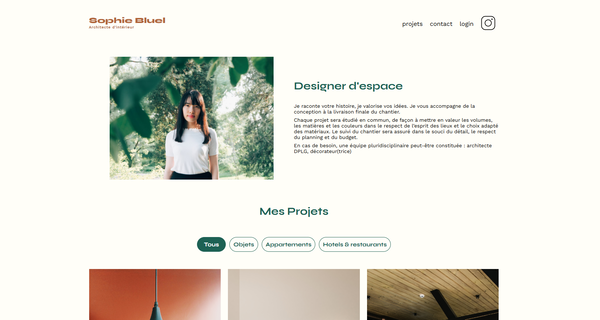 Sophie Bluel
Architecte d'intérieur
projets contact login
Designer d'espace
Je raconte votre histoire, je valorise vos idées. Je vous accompagne de la
conception à la livraison finale du chantier.
Chaque projet sera étudié en commun, de façon à mettre en valeur les volumes,
les matières et les couleurs dans le respect de l'esprit des lieux et le choix adapté
des matériaux. Le suivi du chantier sera assuré dans le souci du détail, le respect
du planning et du budget.
En cas de besoin, une équipe pluridisciplinaire peut-être constituée : architecte
DPLG, décorateur(trice)
Mes Projets
Tous Objets Appartements Hotels & restaurants